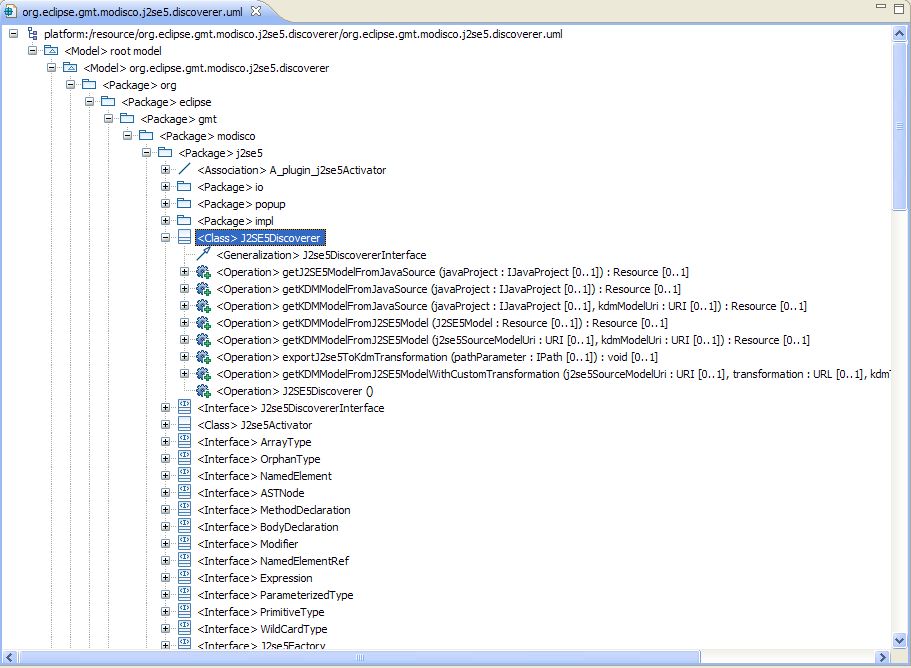 org.eclipse.gmt.modisco.j2se5.discoverer.uml
platform:/resource/org.eclipse.gmt.modisco.j2se5.discoverer/org.eclipse.gmt.modisco.j2se5.discoverer.uml
<Model> root model
<Model> org.eclipse.gmt.modisco.j2se5.discoverer
<Package> org
<Package> eclipse
<Package> gmt
<Package> modisco
<Package> j2se5
<Association> A_plugin_j2se5Activator
<Package> io
<Package> popup
<Package> impl
<Class> J2SE5Discoverer
<Generalization> J2se5DiscovererInterface
<Operation> getJ2SE5ModelFromJavaSource (javaProject : IJavaProject [0..1]) : Resource [0..1]
<Operation> getKDMModelFromJavaSource (javaProject : IJavaProject [0..1]) : Resource [0..1]
<Operation> getKDMModelFromJavaSource (javaProject : IJavaProject [0..1], kdmModelUri : URI [0..1]) : Resource [0..1]
<Operation> getKDMModelFromJ2SE5Model (J2SE5Model : Resource [0..1]) : Resource [0..1]
<Operation> getKDMModelFromJ2SE5Model (j2se5SourceModelUri : URI [0..1], kdmModelUri : URI [0..1]) : Resource [0..1]
<Operation> exportJ2se5ToKdmTransformation (pathParameter : IPath [0..1]) : void [0..1]
<Operation> getKDMModelFromJ2SE5ModelWithCustomTransformation (j2se5SourceModelUri : URI [0..1], transformation : URL [0..1], kdm
<Operation> J2SE5Discoverer ()
<Interface> J2se5DiscovererInterface
<Class> J2se5Activator
<Interface> ArrayType
<Interface> OrphanType
<Interface> NamedElement
<Interface> ASTNode
<Interface> MethodDeclaration
<Interface> BodyDeclaration
<Interface> Modifier
<Interface> NamedElementRef
<Interface> Expression
<Interface> ParameterizedType
<Interface> PrimitiveType
<Interface> WildCardType
<Interface> J2se5Factory